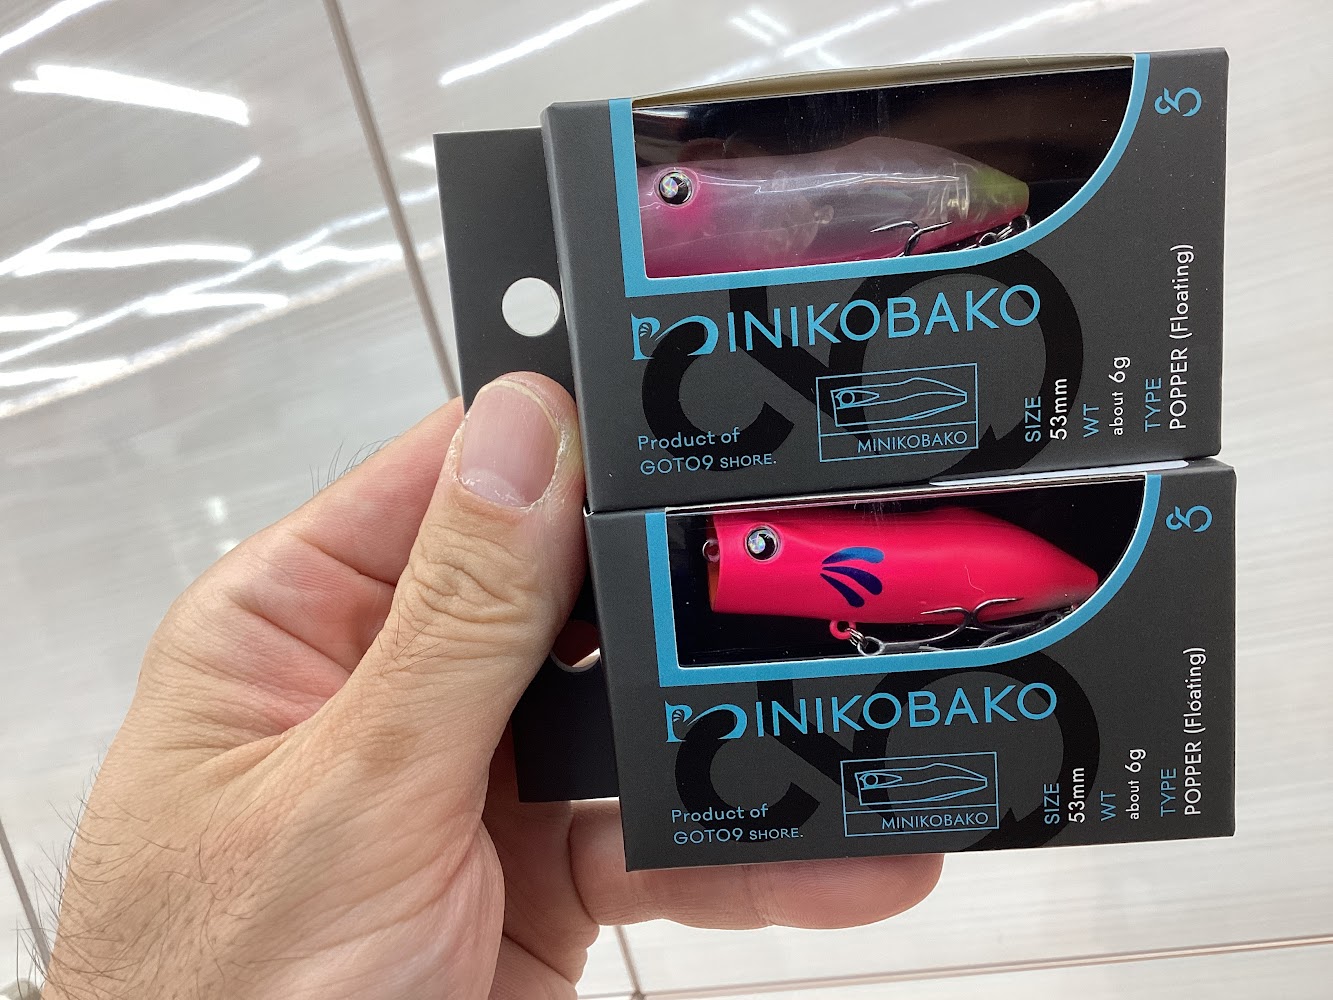 MINIKOBAKO
MINIKOBAKO
Product of
GOTO9 SHORE.
SIZE
53mm
WT
about 6g
TYPE
POPPER (Floating)
MINIKOBAKO
MINIKOBAKO
Product of
GOTO9 SHORE.
SIZE
53mm
WT
about 6g
TYPE
POPPER (Floating)